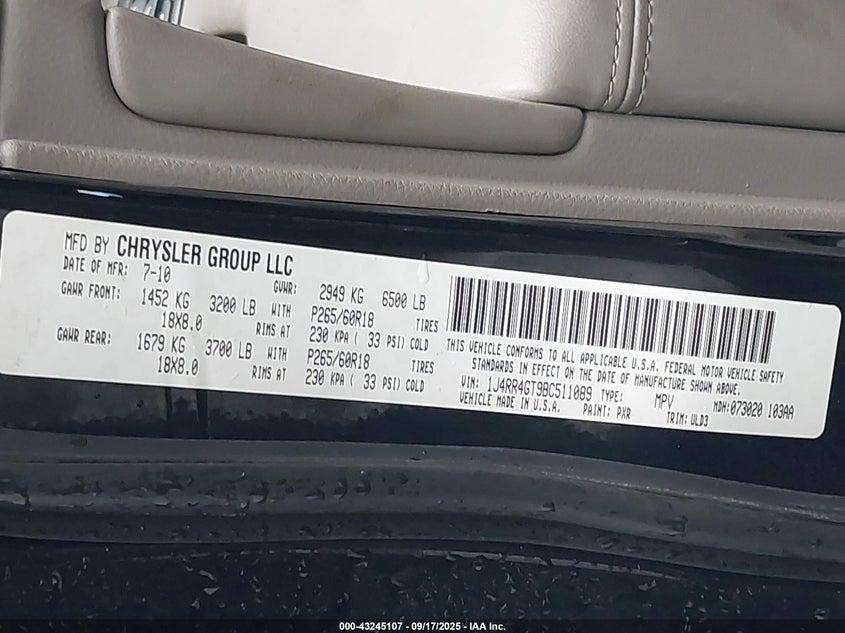 MFD BY CHRYSLER GROUP LLC
DATE OF MFR: 7-10 GVWR: 2949 KG 6500 LB
GAWR FRONT: 1452 KG 3200 LB WITH P265/60R18 TIRES
18X8.0 RIMS AT 230 KPA ( 33 PSI) COLD
GAWR REAR: 1679 KG 3700 LB WITH P265/60R18 TIRES
18X8.0 RIMS AT 230 KPA ( 33 PSI) COLD
THIS VEHICLE CONFORMS TO ALL APPLICABLE U.S.A. FEDERAL MOTOR VEHICLE SAFETY
STANDARDS IN EFFECT ON THE DATE OF MANUFACTURE SHOWN ABOVE.
VIN: 1J4RR4GT9BC511089 TYPE: MPV MDH:073020 103AA
VEHICLE MADE IN U.S.A. PAINT: PXR TRIM: ULD3
000-43245107 - 09/17/2025 - IAA Inc.